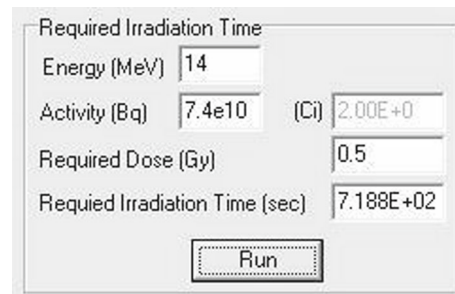 Required Irradiation Time
Energy (MeV) 14
Activity (Bq) 7.4e10 (Ci) 2.00E+0
Required Dose (Gy) 0.5
Requied Irradiation Time (sec) 7.188E+02
Run